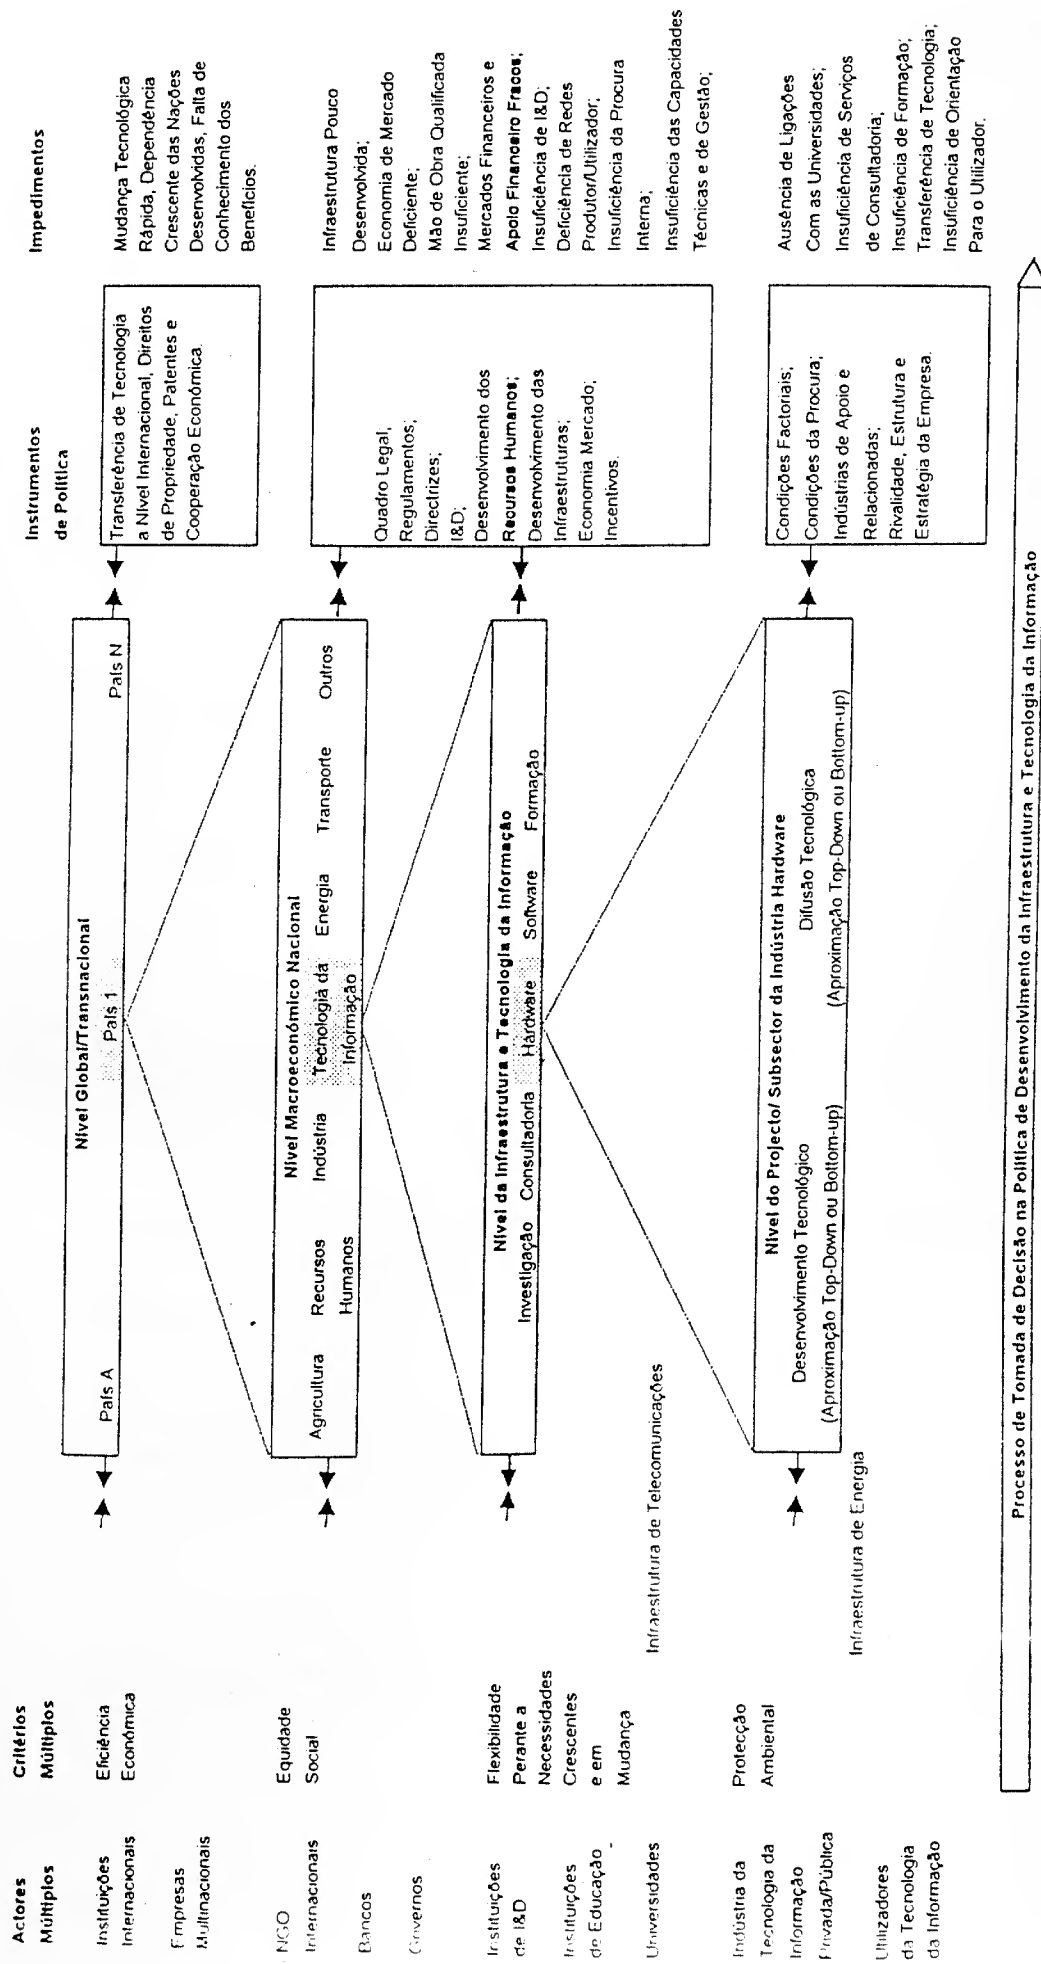 Actores
Múltiplos
Instituições
Internacionais
Empresas
Multinacionais
NGO
Internacionais
Bancos
Governos
Instituições
de I&D
Instituições
de Educação
Universidades
Indústria da
Tecnologia da
Informação
Privada/Pública
Utilizadores
da Tecnologia
da Informação
Critérios
Múltiplos
Eficiência
Económica
Equidade
Social
Flexibilidade
Perante a
Necessidades
Crescentes
e em
Mudança
Protecção
Ambiental
Nível Global/Transnacional
País A País 1 País N
Nível Macroeconómico Nacional
Agricultura Recursos Indústria Tecnologia da Energia Transporte Outros
Humanos Informação
Nível da Infraestrutura e Tecnologia da Informação
Investigação Consultadoria Hardware Software Formação
Infraestrutura de Telecomunicações
Nível do Projecto/ Subsector da Indústria Hardware
Desenvolvimento Tecnológico Difusão Tecnológica
(Aproximação Top-Down ou Bottom-up) (Aproximação Top-Down ou Bottom-up)
Infraestrutura de Energia
Instrumentos
de Política
Transferência de Tecnologia
a Nível Internacional, Direitos
de Propriedade, Patentes e
Cooperação Económica.
Quadro Legal;
Regulamentos;
Directrizes;
I&D;
Desenvolvimento dos
Recursos Humanos;
Desenvolvimento das
Infraestruturas;
Economia Mercado;
Incentivos.
Condições Factoriais;
Condições da Procura;
Indústrias de Apoio e
Relacionadas;
Rivalidade, Estrutura e
Estratégia da Empresa.
Impedimentos
Mudança Tecnológica
Rápida, Dependência
Crescente das Nações
Desenvolvidas, Falta de
Conhecimento dos
Benefícios.
Infraestrutura Pouco
Desenvolvida;
Economia de Mercado
Deficiente;
Mão de Obra Qualificada
Insuficiente;
Mercados Financeiros e
Apoio Financeiro Fracos;
Insuficiência de I&D;
Deficiência de Redes
Produtor/Utilizador;
Insuficiência da Procura
Interna;
Insuficiência das Capacidades
Técnicas e de Gestão;
Ausência de Ligações
Com as Universidades;
Insuficiência de Serviços
de Consultadoria;
Insuficiência de Formação;
Transferência de Tecnologia;
Insuficiência de Orientação
Para o Utilizador.
Processo de Tomada de Decisão na Política de Desenvolvimento da Infraestrutura e Tecnologia da Informação